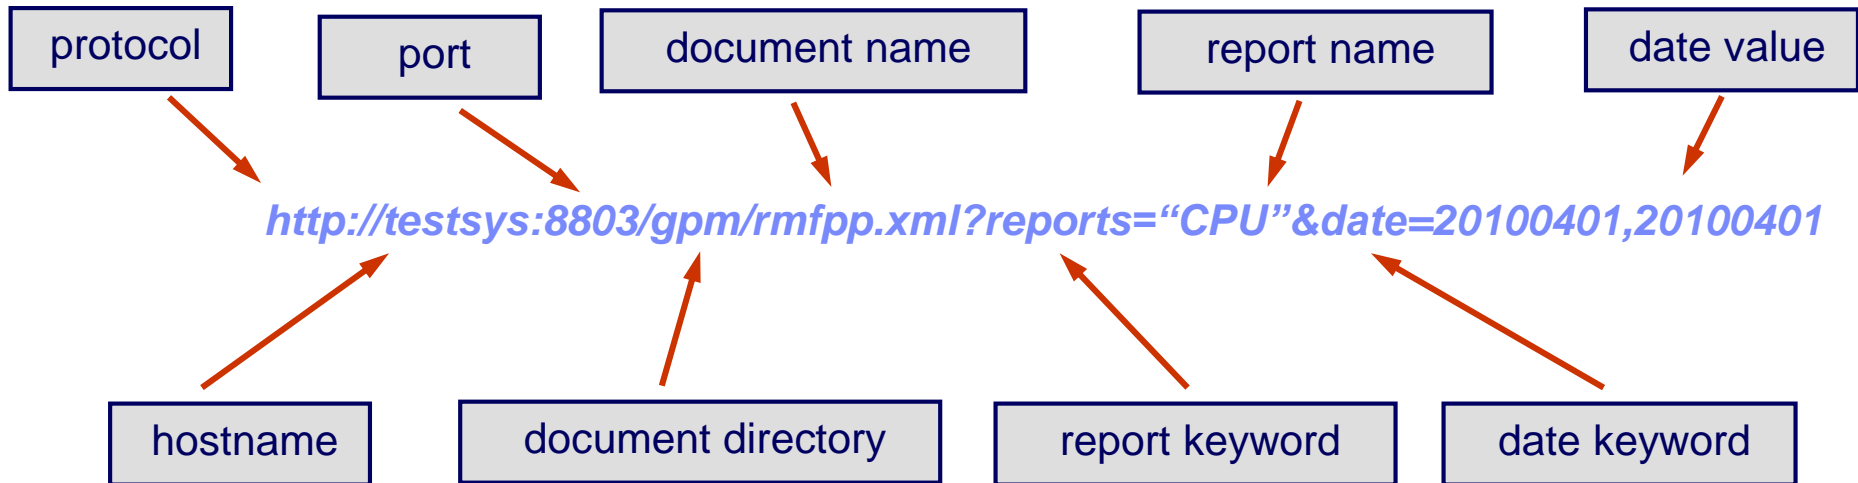 protocol
port
document name
report name
date value
http://testsys:8803/gpm/rmfpp.xml?reports=“CPU”&date=20100401,20100401
hostname
document directory
report keyword
date keyword